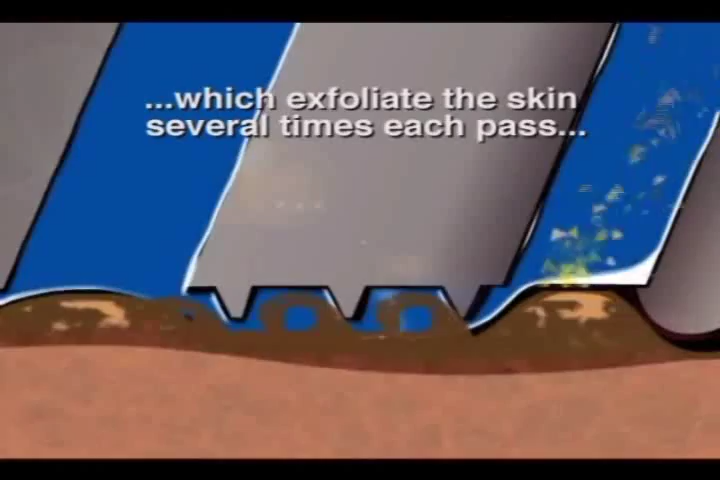 ...which exfoliate the skin
several times each pass...